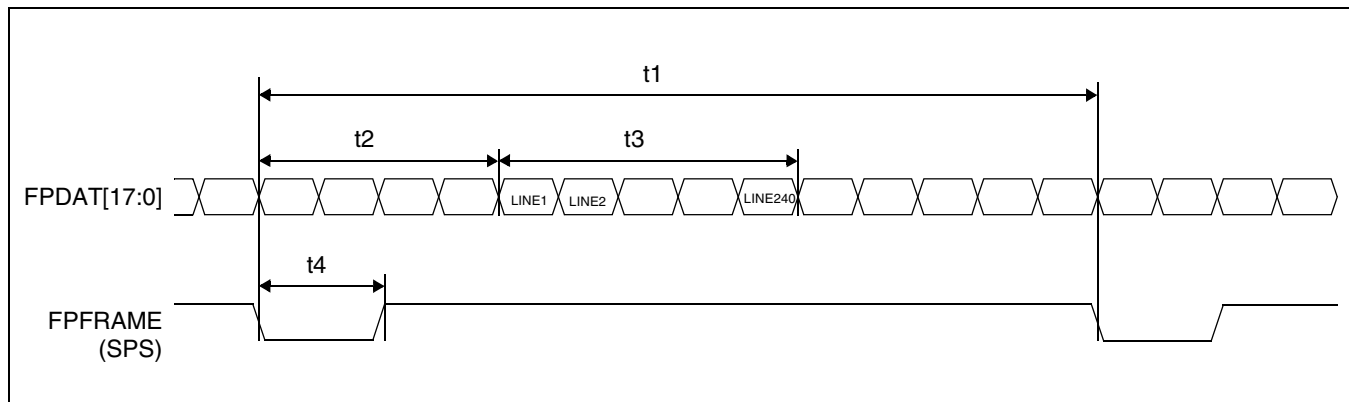 t1
t2
t3
FPDAT[17:0]
LINE1
LINE2
LINE240
t4
FPFRAME
(SPS)